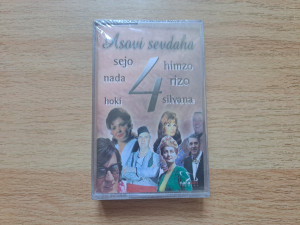 Asovi sevdaha
sejo himzo
nada 4 rizo
hoki silvana